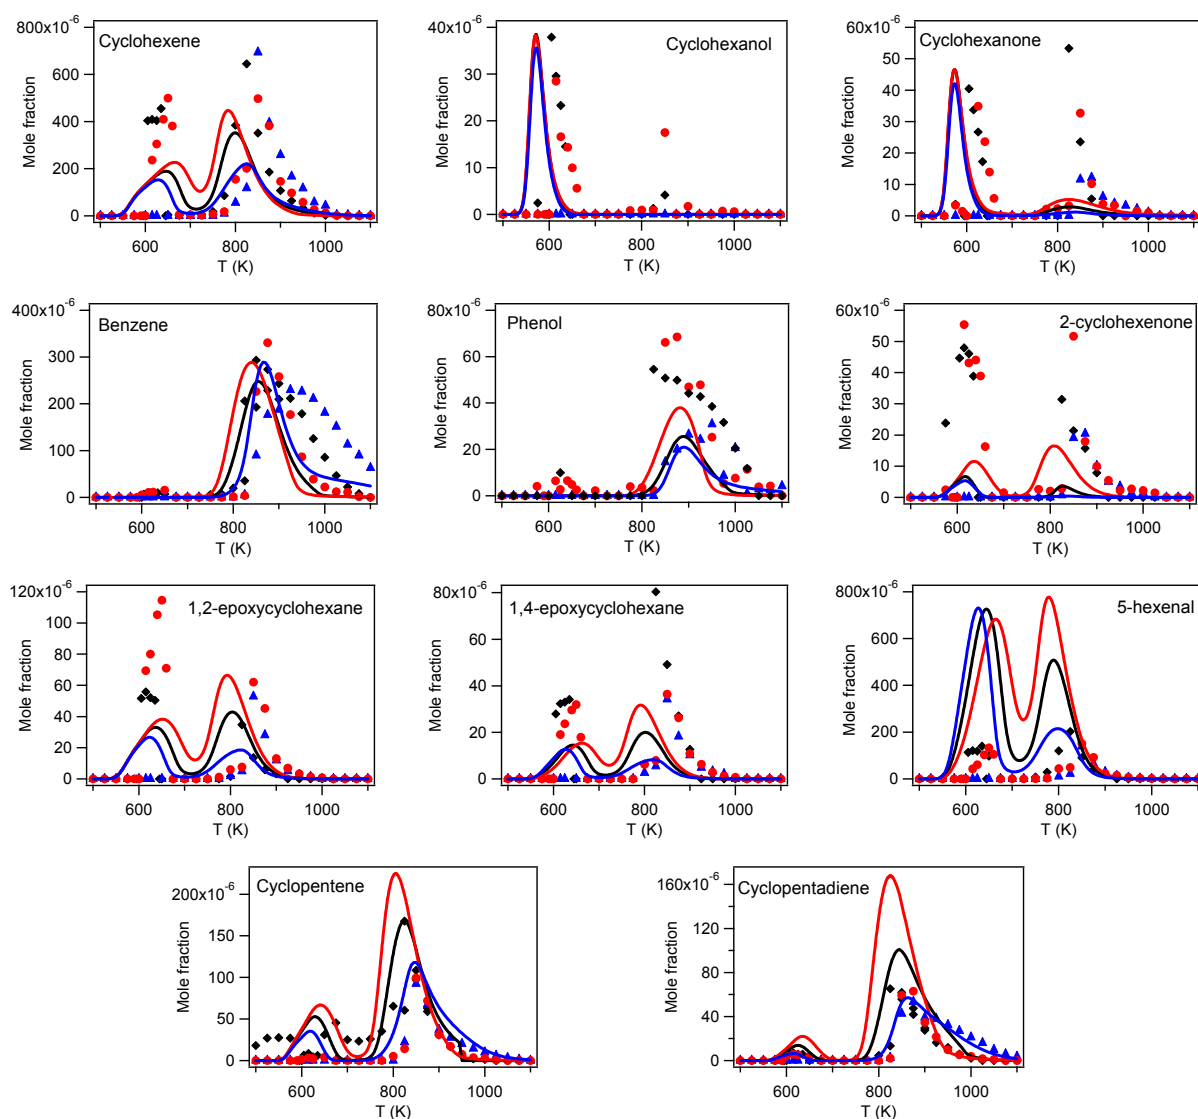 800x10-6
600
400
200
0
Mole fraction
Cyclohexene
600 800 1000
T (K)
40x10-6
30
20
10
0
Mole fraction
Cyclohexanol
600 800 1000
T (K)
60x10-6
50
40
30
20
10
0
Mole fraction
Cyclohexanone
600 800 1000
T (K)
400x10-6
300
200
100
0
Mole fraction
Benzene
600 800 1000
T (K)
80x10-6
60
40
20
0
Mole fraction
Phenol
600 800 1000
T (K)
60x10-6
50
40
30
20
10
0
Mole fraction
2-cyclohexenone
600 800 1000
T (K)
120x10-6
100
80
60
40
20
0
Mole fraction
1,2-epoxycyclohexane
600 800 1000
T (K)
80x10-6
60
40
20
0
Mole fraction
1,4-epoxycyclohexane
600 800 1000
T (K)
800x10-6
600
400
200
0
Mole fraction
5-hexenal
600 800 1000
T (K)
200x10-6
150
100
50
0
Mole fraction
Cyclopentene
600 800 1000
T (K)
160x10-6
120
80
40
0
Mole fraction
Cyclopentadiene
600 800 1000
T (K)